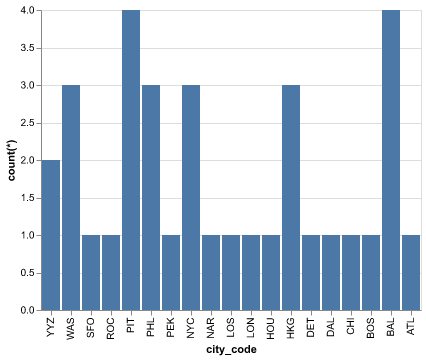 4.0
3.5
3.0
2.5
2.0
1.5
1.0
0.5
0.0
count(*)
YYZ
WAS
SFO
ROC
PIT
PHL
PEK
NYC
NAR
LOS
LON
HOU
HKG
DET
DAL
CHI
BOS
BAL
ATL
city_code